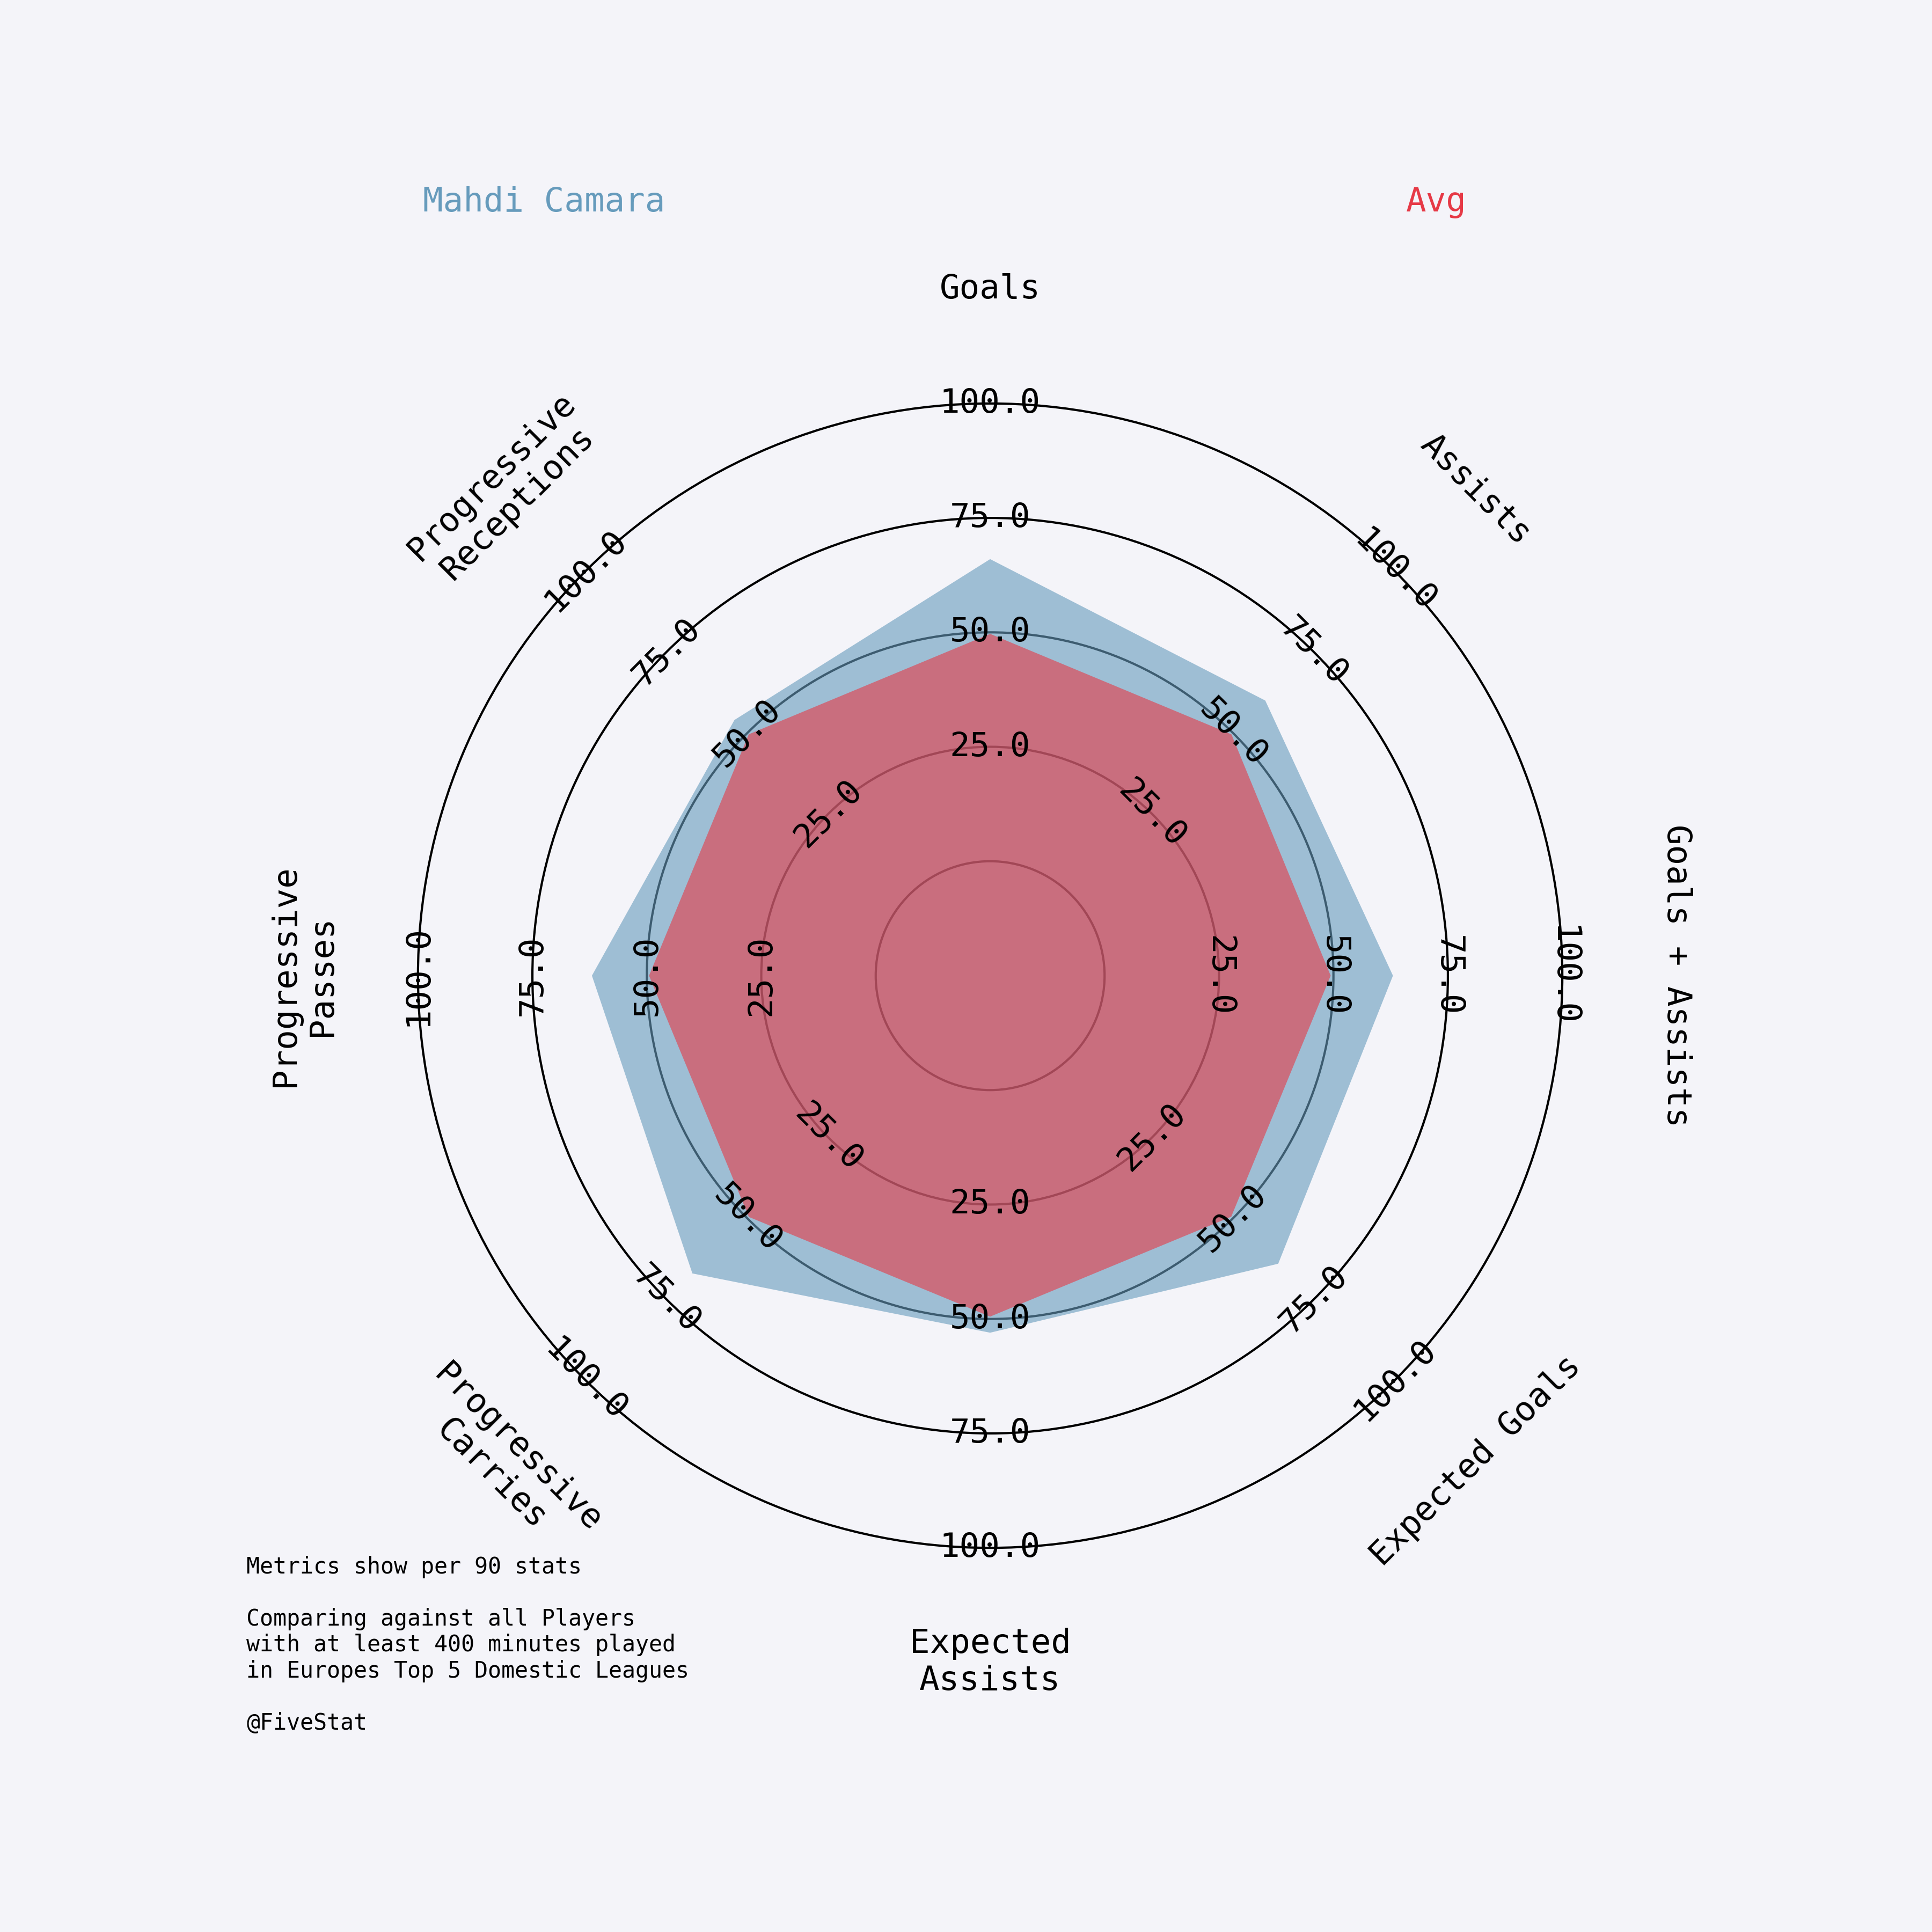 Mahdi Camara
Avg
Goals
Assists
Goals + Assists
Expected Goals
Expected
Assists
Progressive
Carries
Progressive
Passes
Progressive
Receptions
25.0
50.0
75.0
100.0
25.0
50.0
75.0
100.0
25.0
50.0
75.0
100.0
25.0
50.0
75.0
100.0
25.0
50.0
75.0
100.0
25.0
50.0
75.0
100.0
25.0
50.0
75.0
100.0
25.0
50.0
75.0
100.0
Metrics show per 90 stats
Comparing against all Players
with at least 400 minutes played
in Europes Top 5 Domestic Leagues
@FiveStat